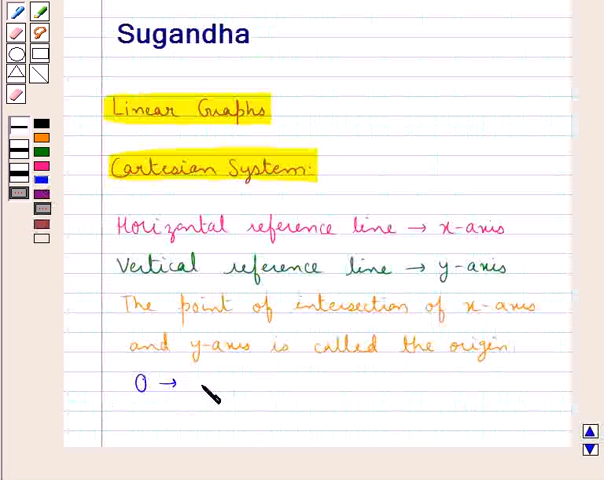 Sugandha
Linear Graphs
Cartesian System:
Horizontal reference line → x-axis
Vertical reference line → y-axis
The point of intersection of x-axis
and y-axis is called the origin.
O →